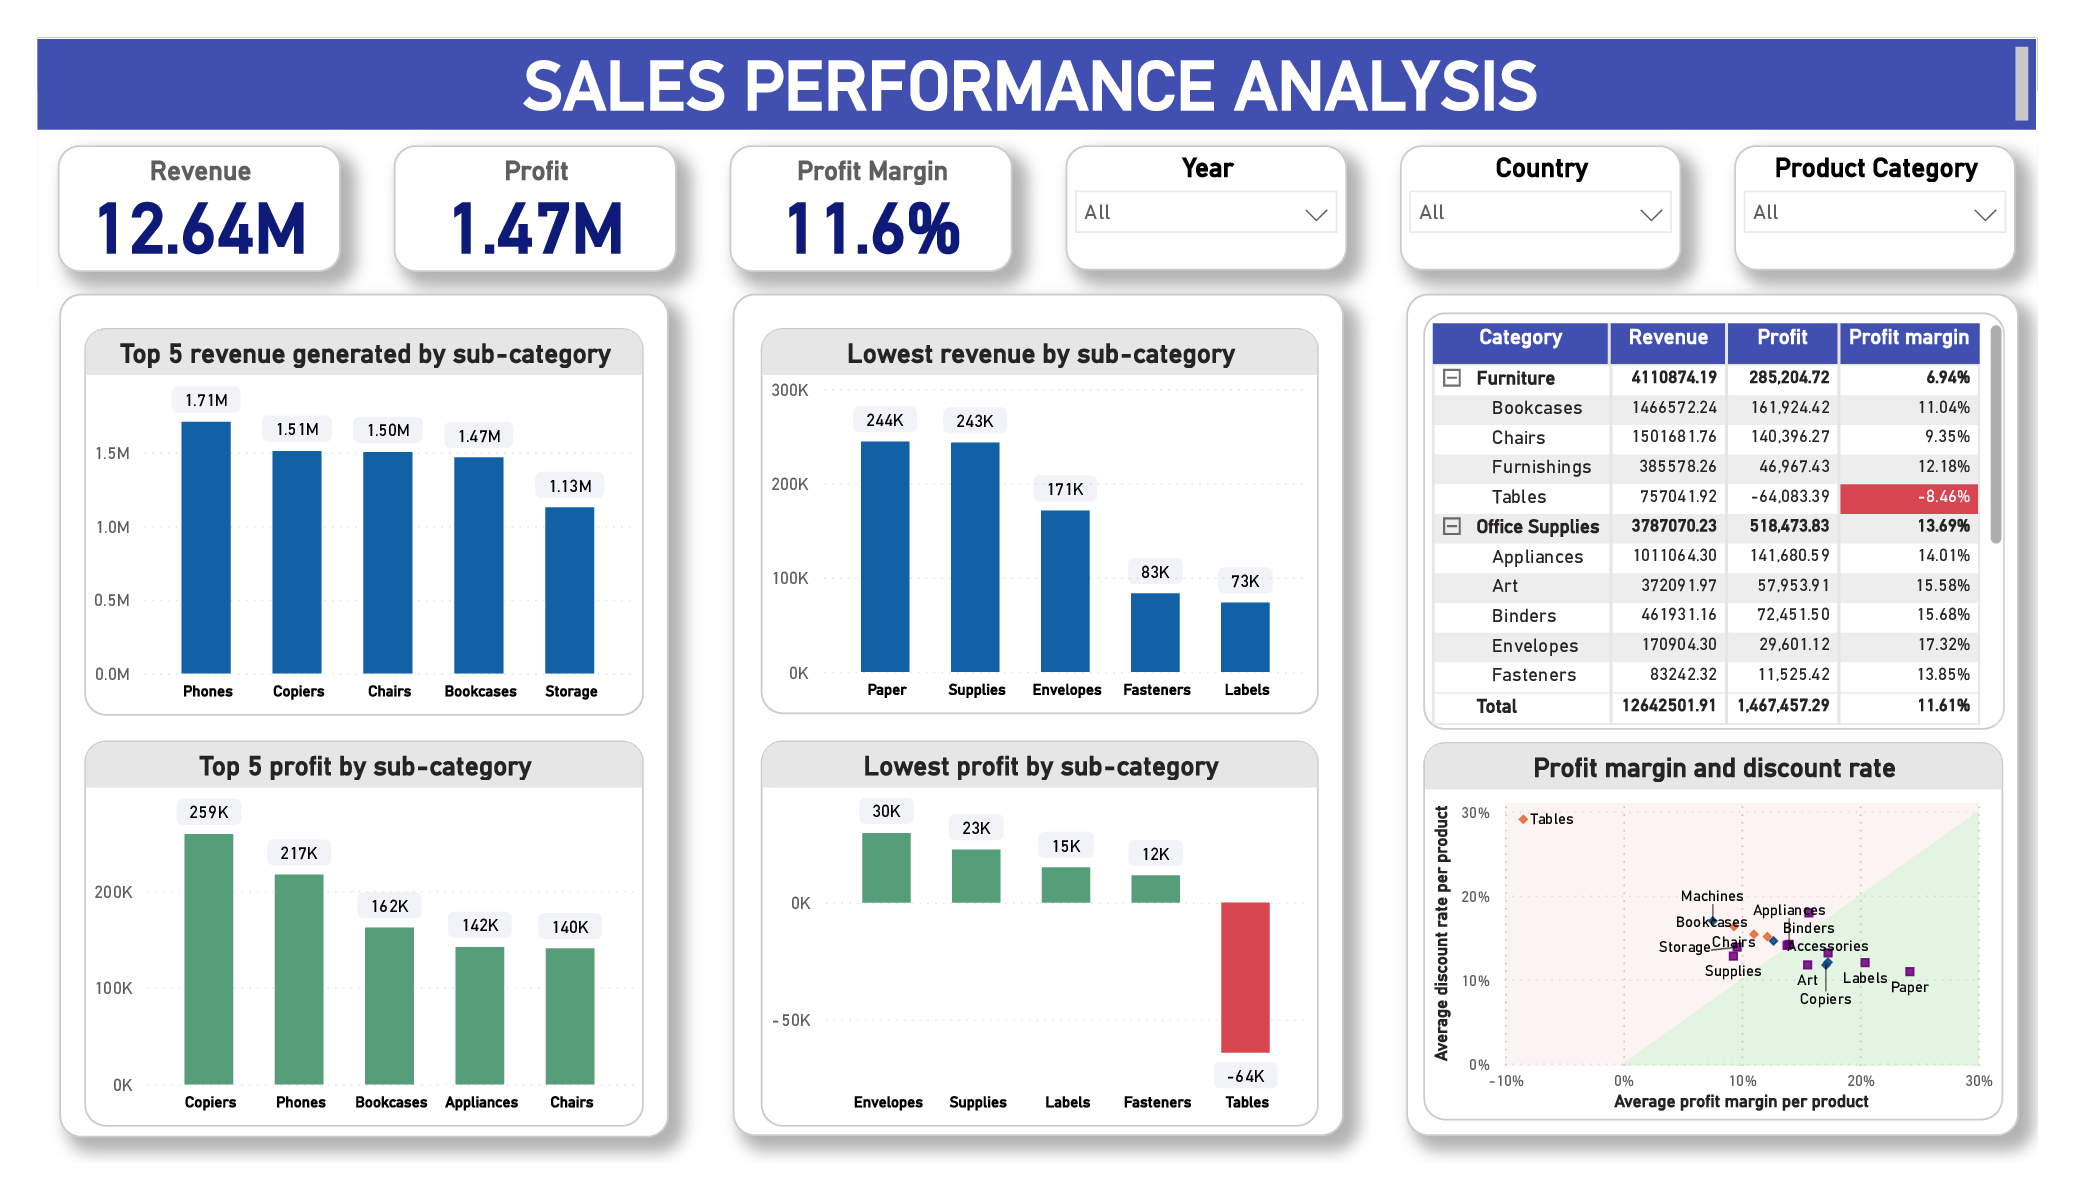 SALES PERFORMANCE ANALYSIS
Revenue
12.64M
Profit
1.47M
Profit Margin
11.6%
Year
All
Country
All
Product Category
All
Top 5 revenue generated by sub-category
1.71M
1.51M
1.50M
1.47M
1.13M
1.5M
1.0M
0.5M
0.0M
Phones Copiers Chairs Bookcases Storage
Top 5 profit by sub-category
259K
217K
162K
142K
140K
200K
100K
0K
Copiers Phones Bookcases Appliances Chairs
Lowest revenue by sub-category
300K
244K
243K
171K
83K
73K
200K
100K
0K
Paper Supplies Envelopes Fasteners Labels
Lowest profit by sub-category
30K
23K
15K
12K
0K
-50K
-64K
Envelopes Supplies Labels Fasteners Tables
Category Revenue Profit Profit margin
Furniture 4110874.19 285,204.72 6.94%
Bookcases 1466572.24 161,924.42 11.04%
Chairs 1501681.76 140,396.27 9.35%
Furnishings 385578.26 46,967.43 12.18%
Tables 757041.92 -64,083.39 -8.46%
Office Supplies 3787070.23 518,473.83 13.69%
Appliances 1011064.30 141,680.59 14.01%
Art 372091.97 57,953.91 15.58%
Binders 461931.16 72,451.50 15.68%
Envelopes 170904.30 29,601.12 17.32%
Fasteners 83242.32 11,525.42 13.85%
Total 12642501.91 1,467,457.29 11.61%
Profit margin and discount rate
Average discount rate per product
30%
20%
10%
0%
Tables
Machines
Appliances
Bookcases
Binders
Chairs
Storage
Accessories
Supplies
Art
Labels
Paper
Copiers
-10% 0% 10% 20% 30%
Average profit margin per product